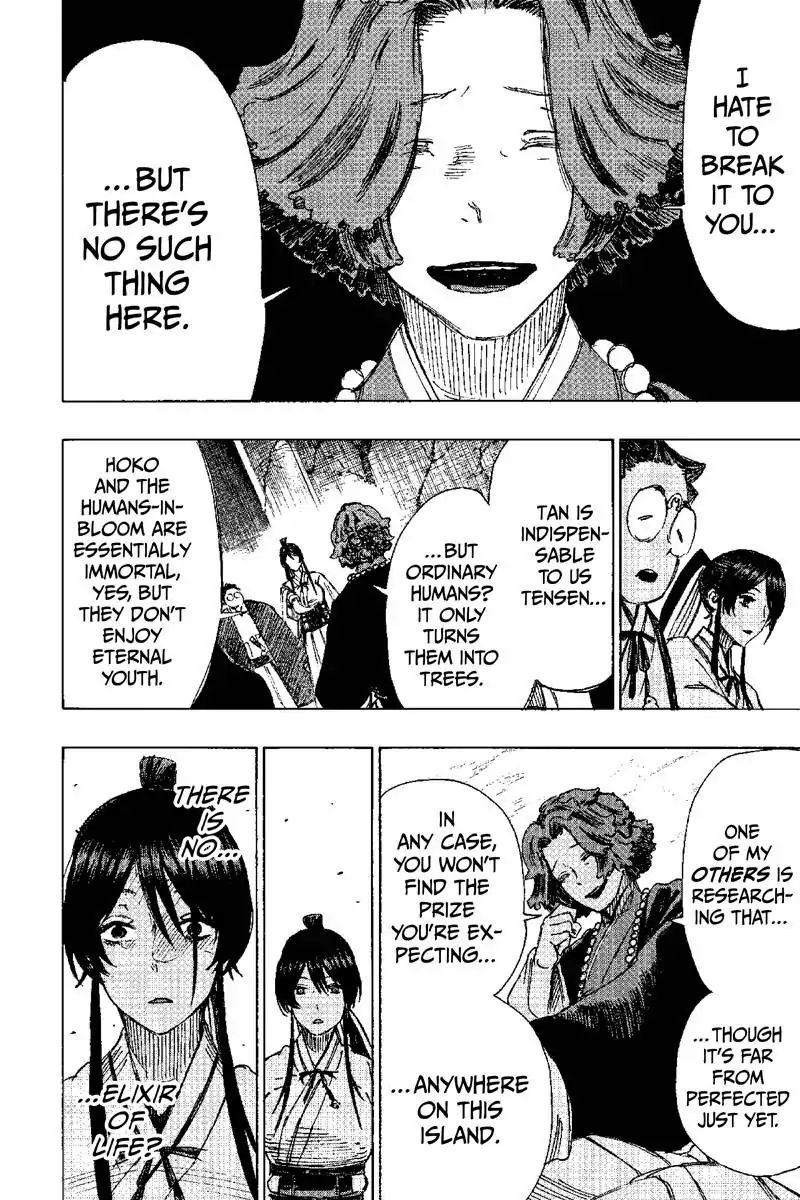 I
HATE
TO
BREAK
IT TO
YOU...
...BUT
THERE'S
NO SUCH
THING
HERE.
TAN IS
INDISPEN-
SABLE
TO US
TENSEN...
...BUT
ORDINARY
HUMANS?
IT ONLY
TURNS
THEM INTO
TREES.
HOKO
AND THE
HUMANS-IN-
BLOOM ARE
ESSENTIALLY
IMMORTAL,
YES, BUT
THEY DON'T
ENJOY
ETERNAL
YOUTH.
ONE
OF MY
OTHERS IS
RESEARCH-
ING THAT...
...THOUGH
IT'S FAR
FROM
PERFECTED
JUST YET.
IN
ANY CASE,
YOU WON'T
FIND THE
PRIZE
YOU'RE EX-
PECTING...
...ANYWHERE
ON THIS
ISLAND.
THERE
IS
NO...
...ELIXIR
OF
LIFE?